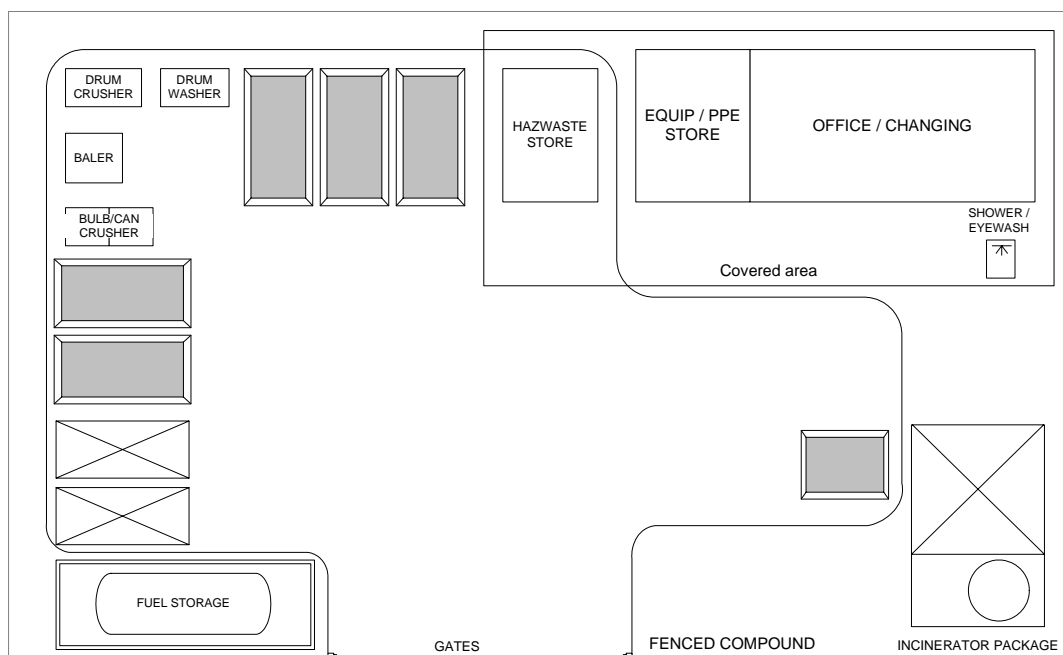 DRUM
CRUSHER
DRUM
WASHER
BALER
BULB/CAN
CRUSHER
HAZWASTE
STORE
EQUIP / PPE
STORE
OFFICE / CHANGING
SHOWER /
EYEWASH
Covered area
FUEL STORAGE
GATES
FENCED COMPOUND
INCINERATOR PACKAGE